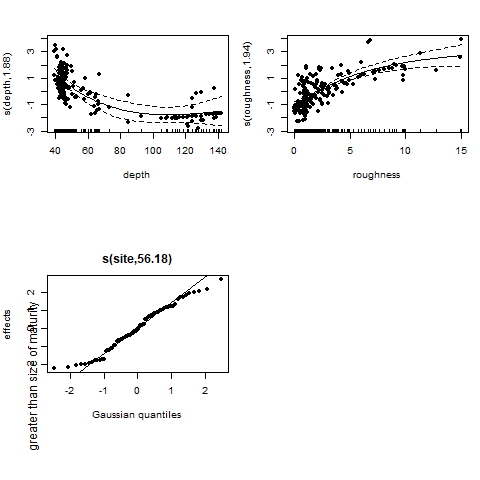 s(depth,1.88)
3
1
-1
-3
40 60 80 100 120 140
depth
s(roughness,1.94)
3
1
-1
-3
0 5 10 15
roughness
s(site,56.18)
effects
greater than size of maturity
2
1
0
-2
-2 -1 0 1 2
Gaussian quantiles